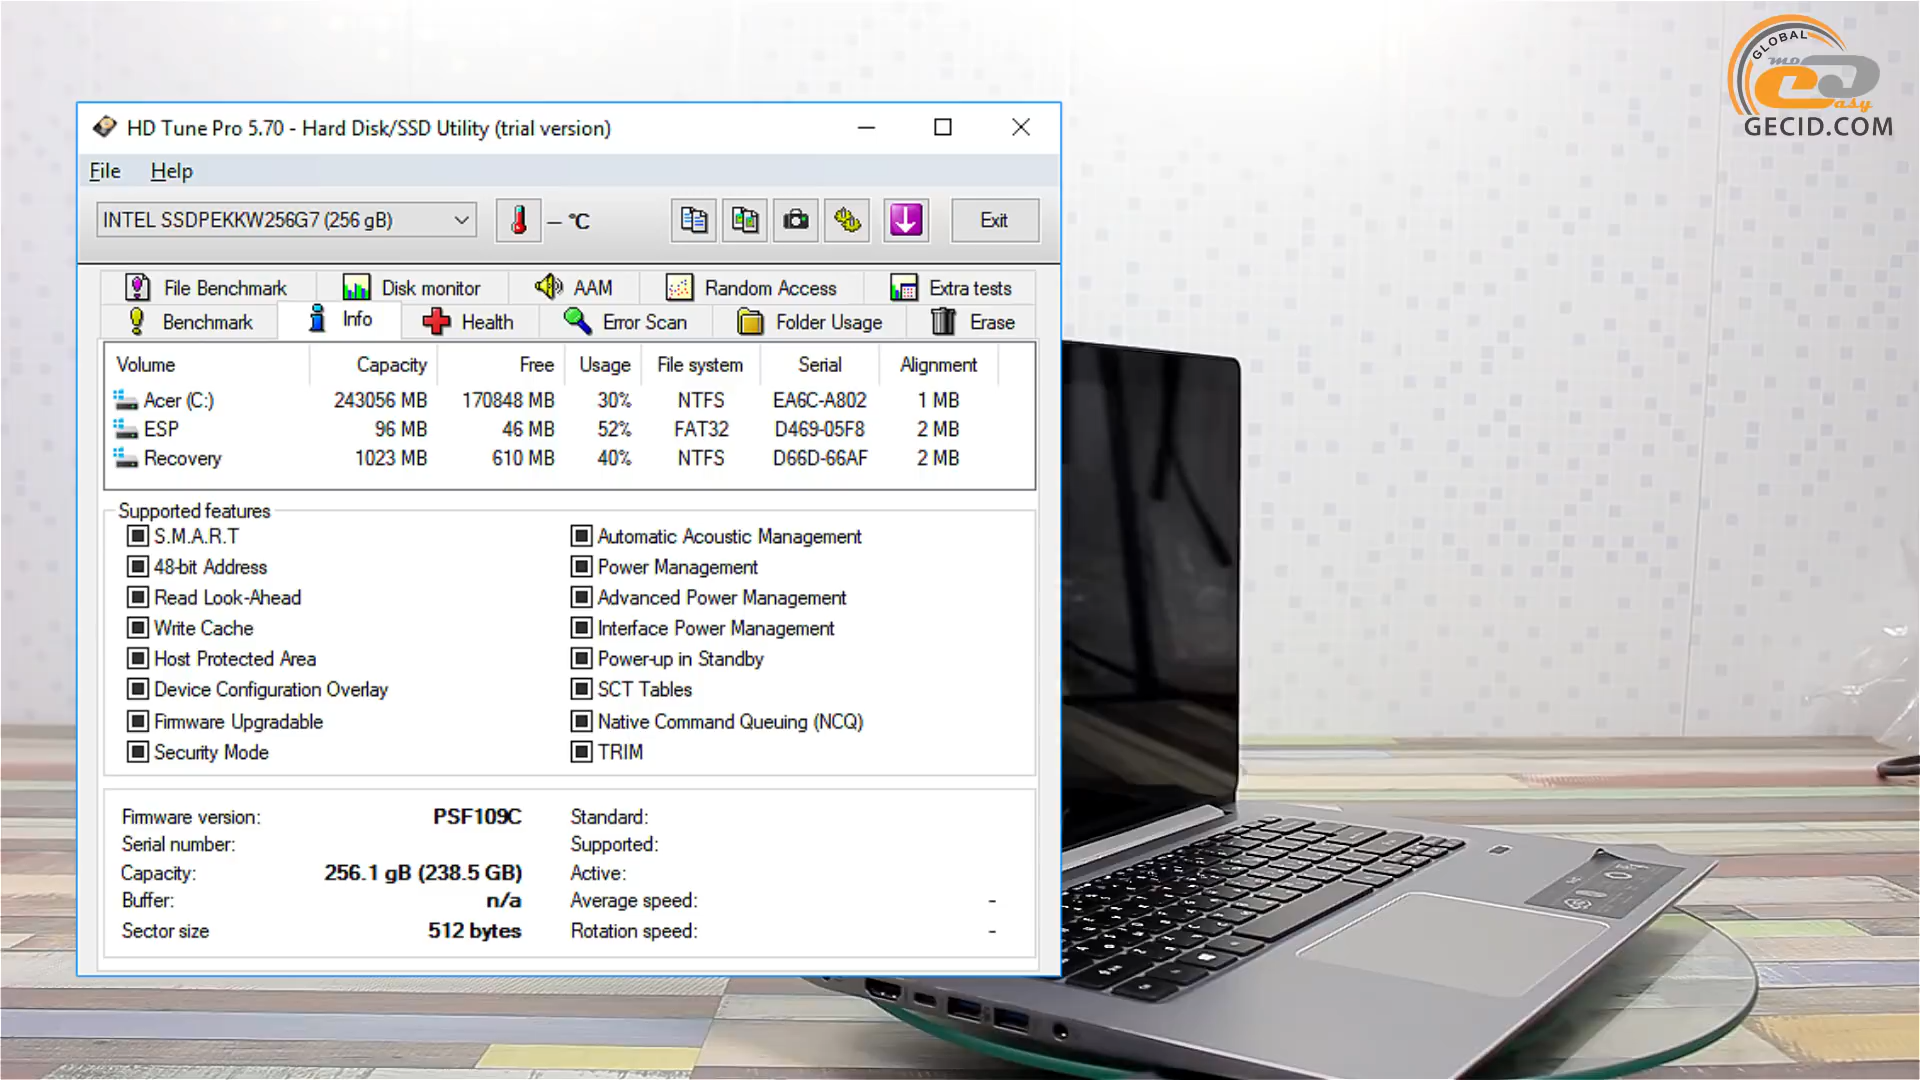 GLOBAL
MO
easy
GECID.COM
HD Tune Pro 5.70 - Hard Disk/SSD Utility (trial version)
File Help
INTEL SSDPEKKW256G7 (256 gB) – °C Exit
File Benchmark Disk monitor AAM Random Access Extra tests
Benchmark Info Health Error Scan Folder Usage Erase
Volume Capacity Free Usage File system Serial Alignment
Acer (C:) 243056 MB 170848 MB 30% NTFS EA6C-A802 1 MB
ESP 96 MB 46 MB 52% FAT32 D469-05F8 2 MB
Recovery 1023 MB 610 MB 40% NTFS D66D-66AF 2 MB
Supported features
S.M.A.R.T Automatic Acoustic Management
48-bit Address Power Management
Read Look-Ahead Advanced Power Management
Write Cache Interface Power Management
Host Protected Area Power-up in Standby
Device Configuration Overlay SCT Tables
Firmware Upgradable Native Command Queuing (NCQ)
Security Mode TRIM
Firmware version: PSF109C Standard:
Serial number: Supported:
Capacity: 256.1 gB (238.5 GB) Active:
Buffer: n/a Average speed: -
Sector size 512 bytes Rotation speed: -